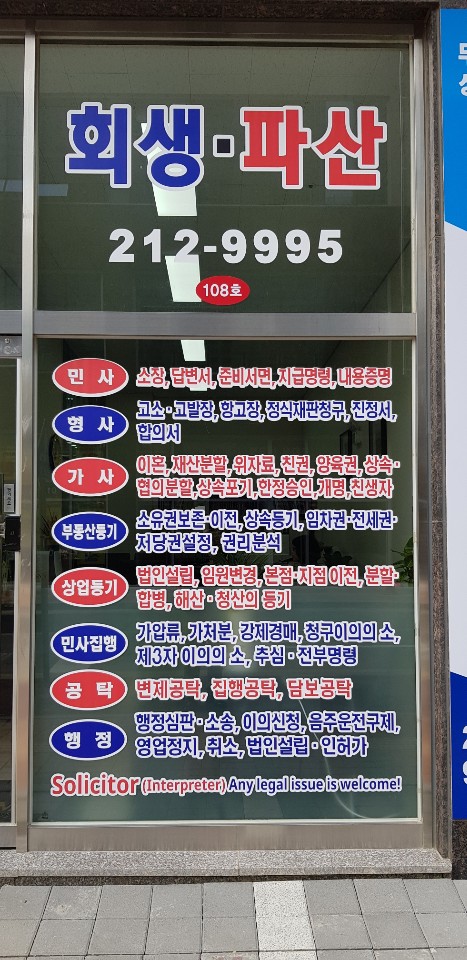 회생·파산
212-9995
108호
민 사 소장, 답변서, 준비서면, 지급명령, 내용증명
형 사 고소·고발장, 항고장, 정식재판청구, 진정서,
합의서
가 사 이혼, 재산분할, 위자료, 친권, 양육권, 상속·
협의분할, 상속포기, 한정승인, 개명, 친생자
부동산등기 소유권보존·이전, 상속등기, 임차권·전세권·
저당권설정, 권리분석
상업등기 법인설립, 임원변경, 본점·지점 이전, 분할·
합병, 해산·청산의 등기
민사집행 가압류, 가처분, 강제경매, 청구이의의 소,
제3자 이의의 소, 추심·전부명령
공 탁 변제공탁, 집행공탁, 담보공탁
행 정 행정심판·소송, 이의신청, 음주운전구제,
영업정지, 취소, 법인설립·인허가
Solicitor (Interpreter) Any legal issue is welcome!